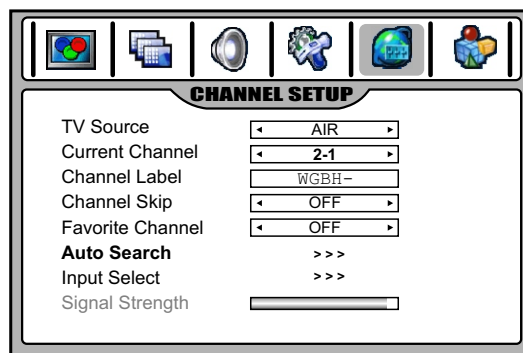 CHANNEL SETUP
TV Source AIR
Current Channel 2-1
Channel Label WGBH-
Channel Skip OFF
Favorite Channel OFF
Auto Search >>>
Input Select >>>
Signal Strength